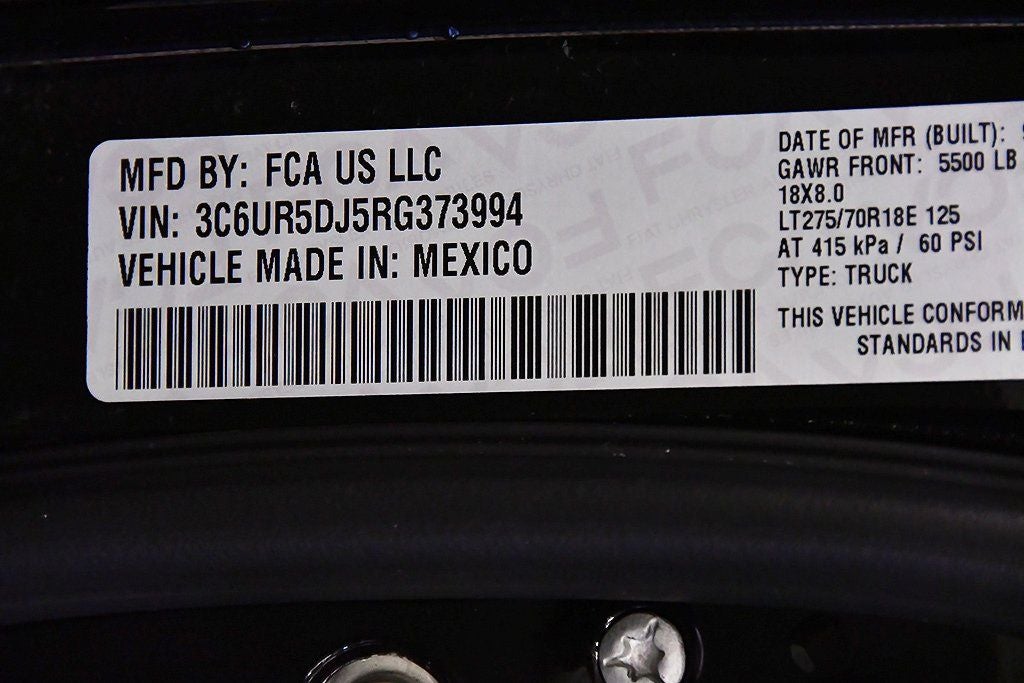 MFD BY: FCA US LLC
VIN: 3C6UR5DJ5RG373994
VEHICLE MADE IN: MEXICO
DATE OF MFR (BUILT):
GAWR FRONT: 5500 LB
18X8.0
LT275/70R18E 125
AT 415 kPa / 60 PSI
TYPE: TRUCK
THIS VEHICLE CONFORM
STANDARDS IN